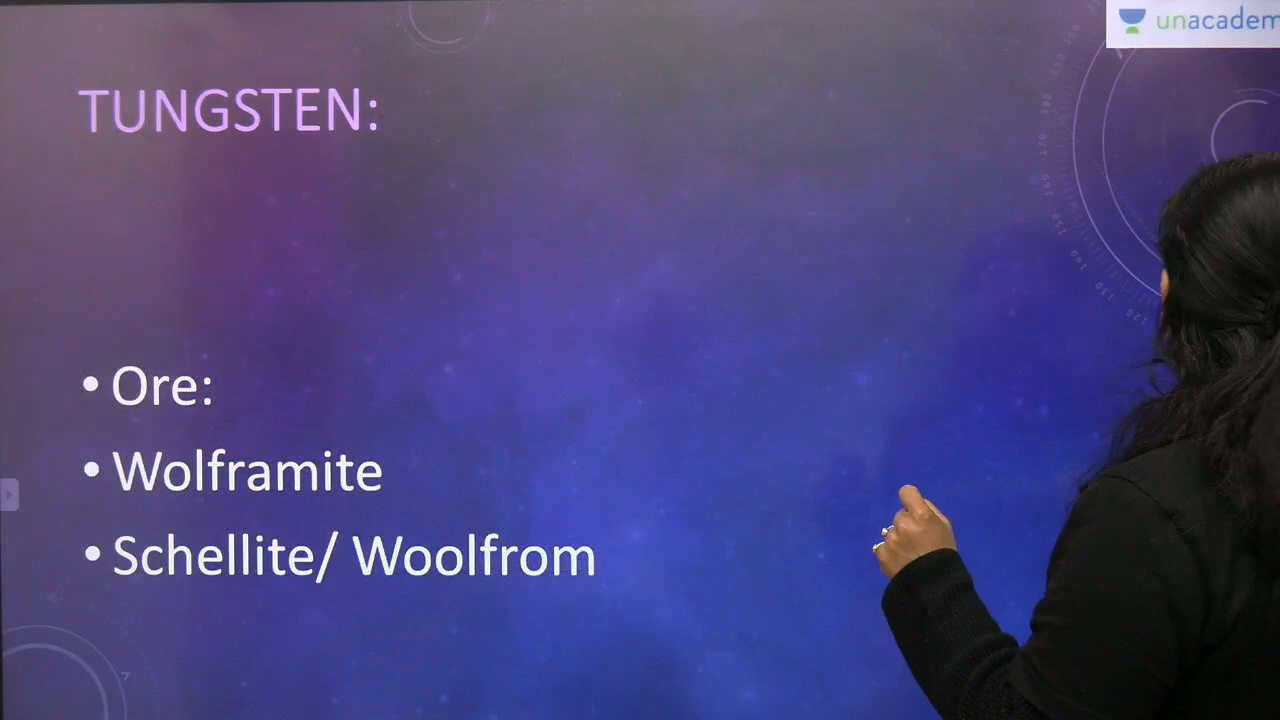 unacadem
TUNGSTEN:
• Ore:
• Wolframite
• Schellite/ Woolfrom